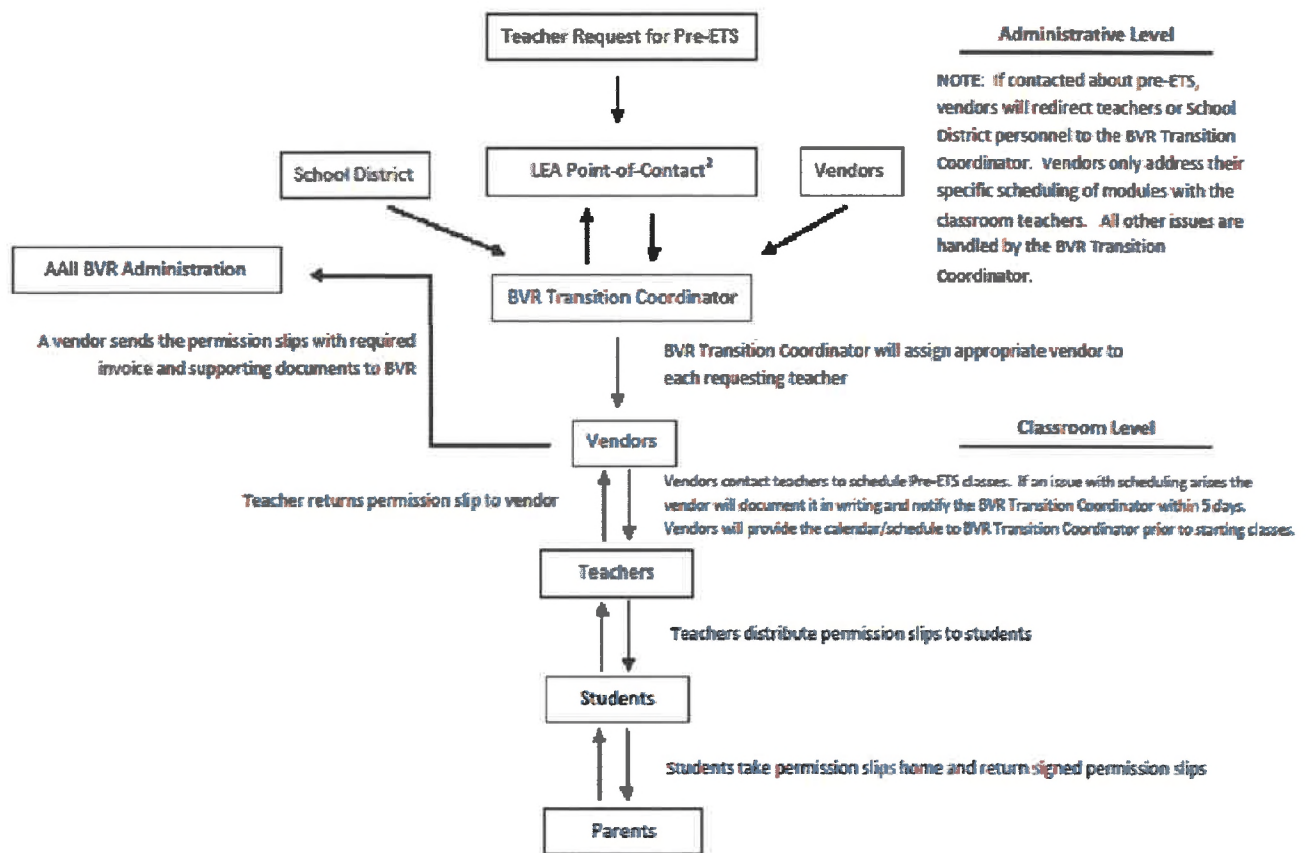 Teacher Request for Pre-ETS
Administrative Level
NOTE: If contacted about pre-ETS,
vendors will redirect teachers or School
District personnel to the BVR Transition
Coordinator. Vendors only address their
specific scheduling of modules with the
classroom teachers. All other issues are
handled by the BVR Transition
Coordinator.
School District
LEA Point-of-Contact²
Vendors
AAII BVR Administration
BVR Transition Coordinator
A vendor sends the permission slips with required
invoice and supporting documents to BVR
BVR Transition Coordinator will assign appropriate vendor to
each requesting teacher
Vendors
Classroom Level
Teacher returns permission slip to vendor
Vendors contact teachers to schedule Pre-ETS classes. If an issue with scheduling arises the
vendor will document it in writing and notify the BVR Transition Coordinator within 5 days.
Vendors will provide the calendar/schedule to BVR Transition Coordinator prior to starting classes.
Teachers
Teachers distribute permission slips to students
Students
Students take permission slips home and return signed permission slips
Parents